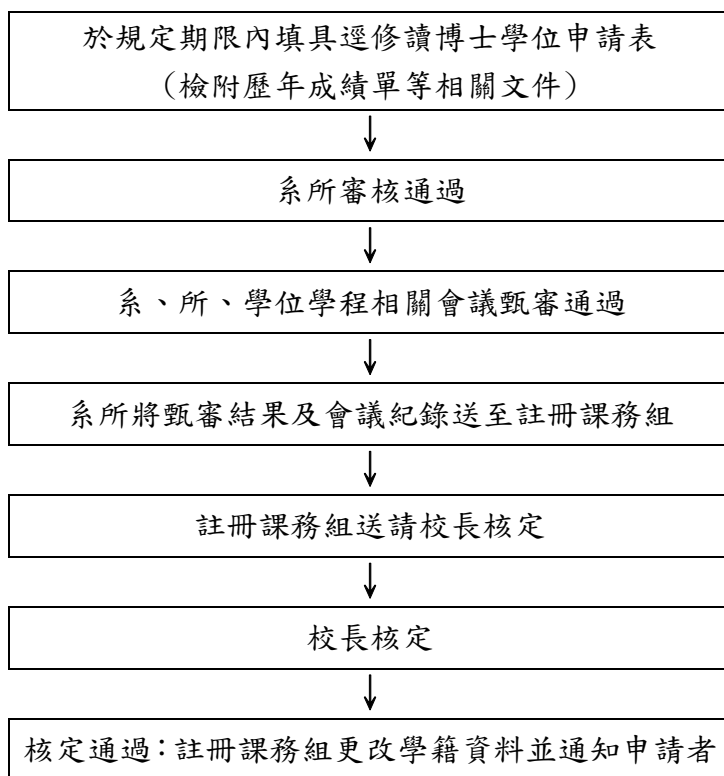 於規定期限內填具逕修讀博士學位申請表
(檢附歷年成績單等相關文件)
系所審核通過
系、所、學位學程相關會議甄審通過
系所將甄審結果及會議紀錄送至註冊課務組
註冊課務組送請校長核定
校長核定
核定通過：註冊課務組更改學籍資料並通知申請者